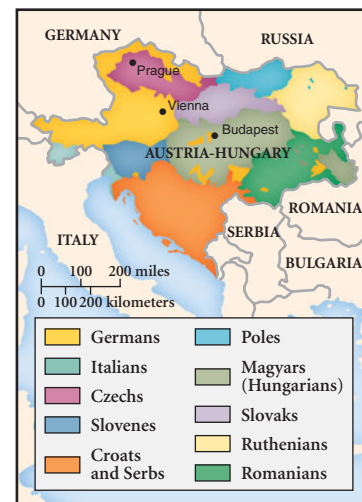 GERMANY
RUSSIA
Prague
Vienna
Budapest
AUSTRIA-HUNGARY
ROMANIA
SERBIA
ITALY
BULGARIA
0 100 200 miles
0 100 200 kilometers
Germans
Italians
Czechs
Slovenes
Croats
and Serbs
Poles
Magyars
(Hungarians)
Slovaks
Ruthenians
Romanians